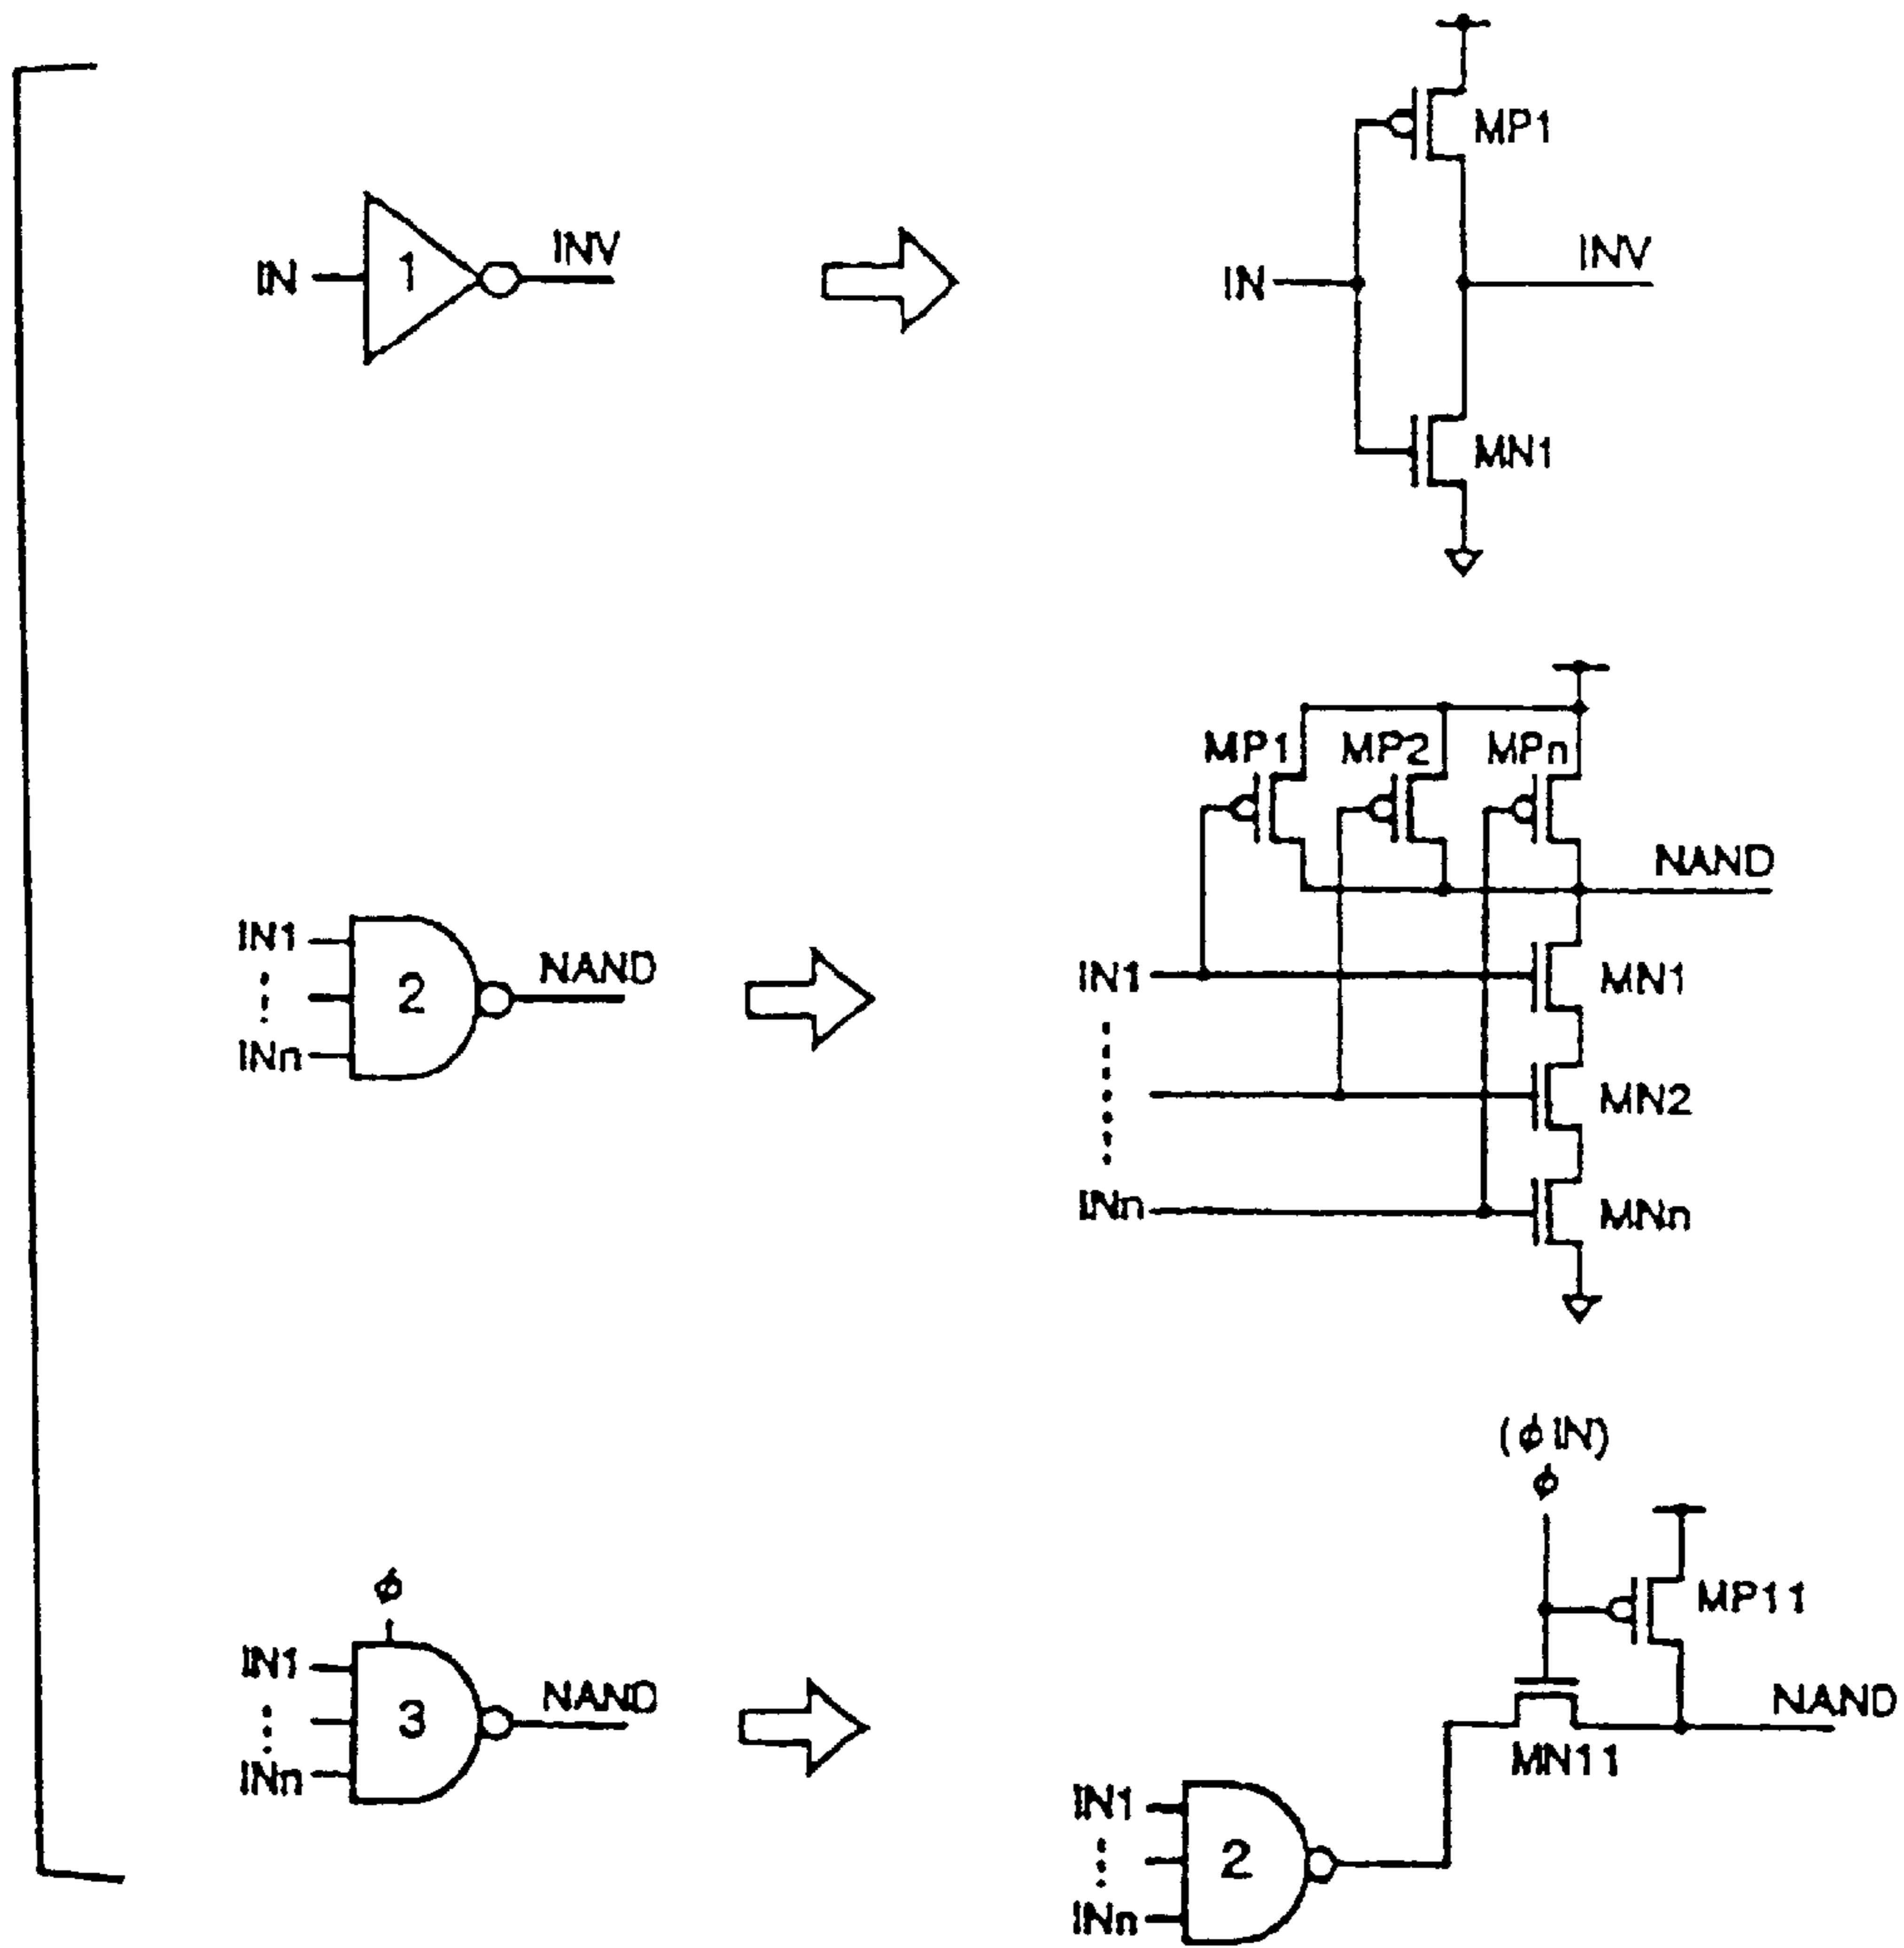 MP1
IN 1 INV
IN INV
MN1
MP1 MP2 MPn
NAND
IN1
2 NAND
INn
IN1 MN1
MN2
INn MNn
(φIN)
φ
φ
MP11
IN1
3 NAND
INn
NAND
MN11
IN1
2
INn